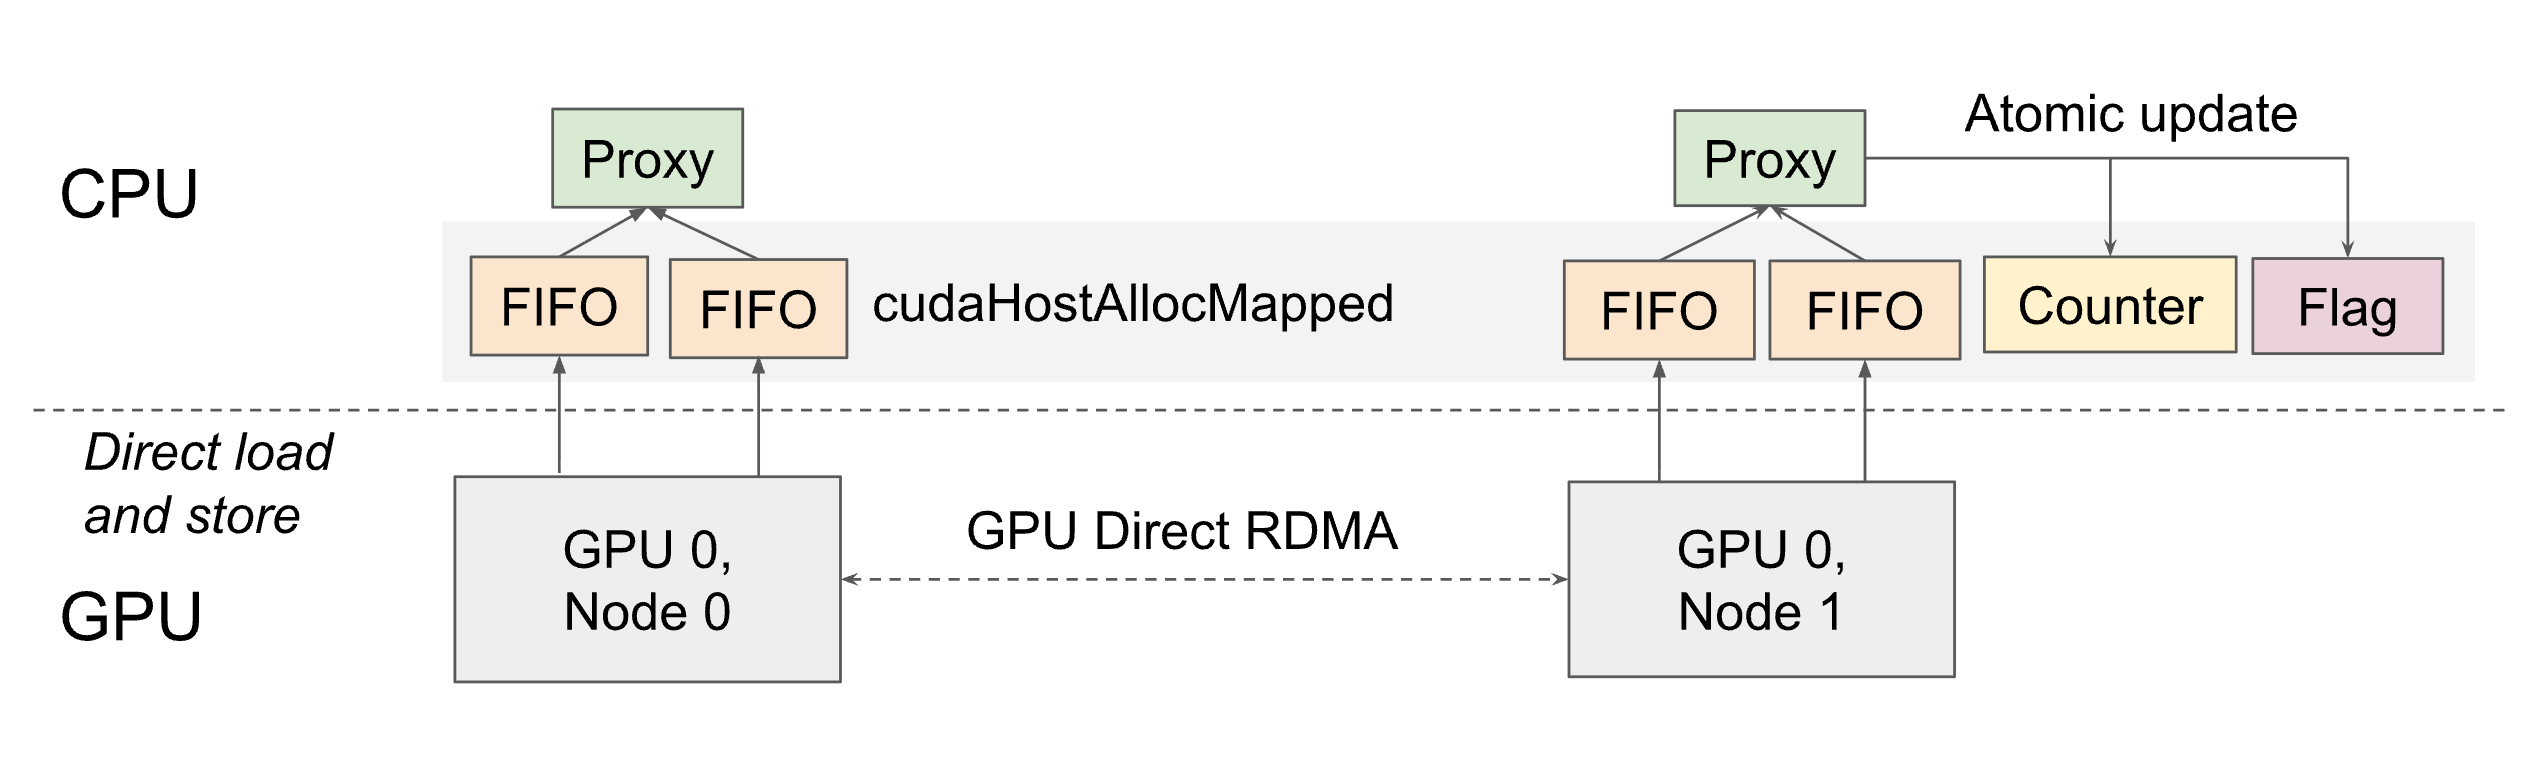 CPU
Proxy
Proxy
Atomic update
FIFO
FIFO
cudaHostAllocMapped
FIFO
FIFO
Counter
Flag
Direct load
and store
GPU
GPU 0,
Node 0
GPU Direct RDMA
GPU 0,
Node 1